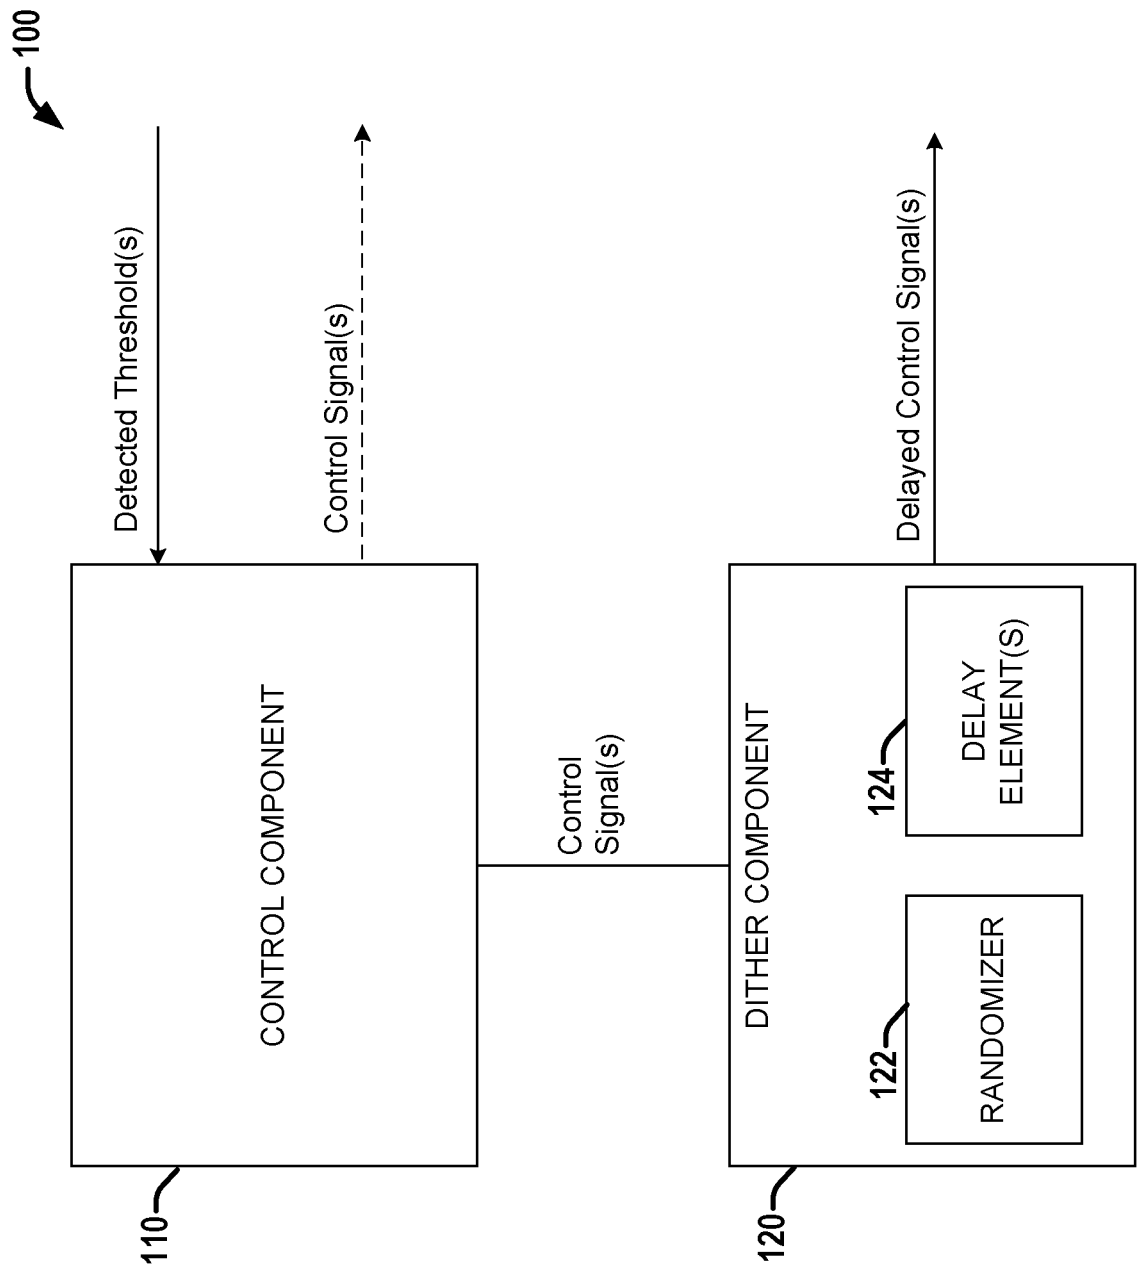 100
Detected Threshold(s)
Control Signal(s)
CONTROL COMPONENT
110
Control
Signal(s)
DITHER COMPONENT
120
122
RANDOMIZER
124
DELAY
ELEMENT(S)
Delayed Control Signal(s)